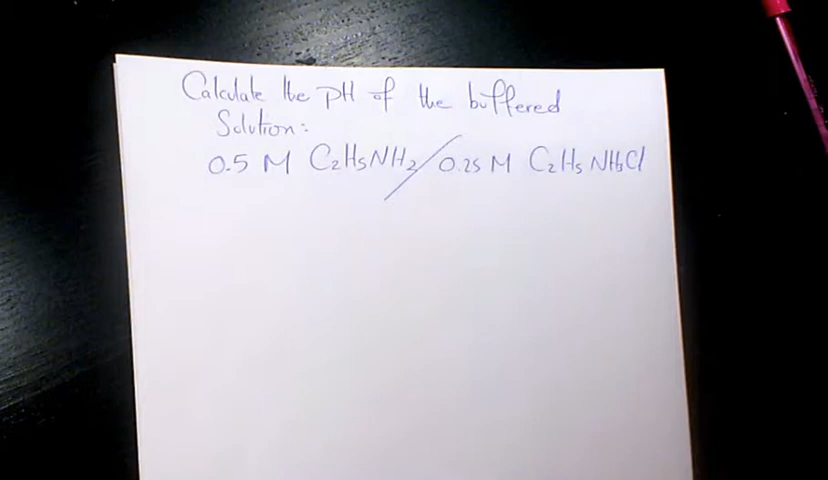 Calculate the pH of the buffered
Solution:
0.5 M C2H5NH2/0.25 M C2H5NH3Cl